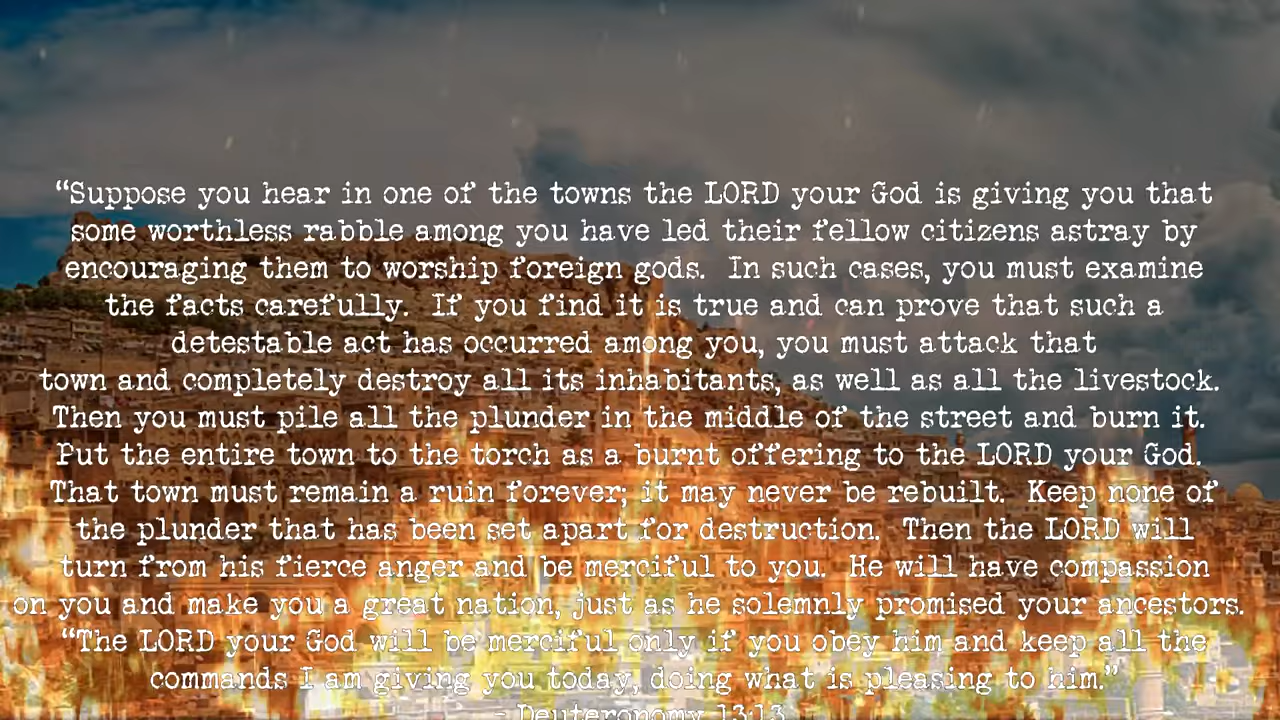 “Suppose you hear in one of the towns the LORD your God is giving you that
some worthless rabble among you have led their fellow citizens astray by
encouraging them to worship foreign gods.  In such cases, you must examine
the facts carefully.  If you find it is true and can prove that such a
detestable act has occurred among you, you must attack that
town and completely destroy all its inhabitants, as well as all the livestock.
Then you must pile all the plunder in the middle of the street and burn it.
Put the entire town to the torch as a burnt offering to the LORD your God.
That town must remain a ruin forever; it may never be rebuilt.  Keep none of
the plunder that has been set apart for destruction.  Then the LORD will
turn from his fierce anger and be merciful to you.  He will have compassion
on you and make you a great nation, just as he solemnly promised your ancestors.
“The LORD your God will be merciful only if you obey him and keep all the
commands I am giving you today, doing what is pleasing to him.”
- Deuteronomy 13:13